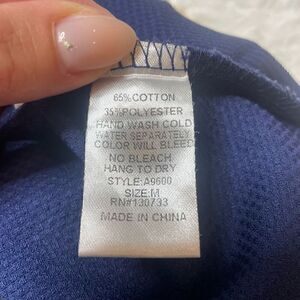 65%COTTON
35%POLYESTER
HAND WASH COLD
WATER SEPARATELY
COLOR WILL BLEED
NO BLEACH
HANG TO DRY
STYLE:A9600
SIZE:M
RN#130733
MADE IN CHINA